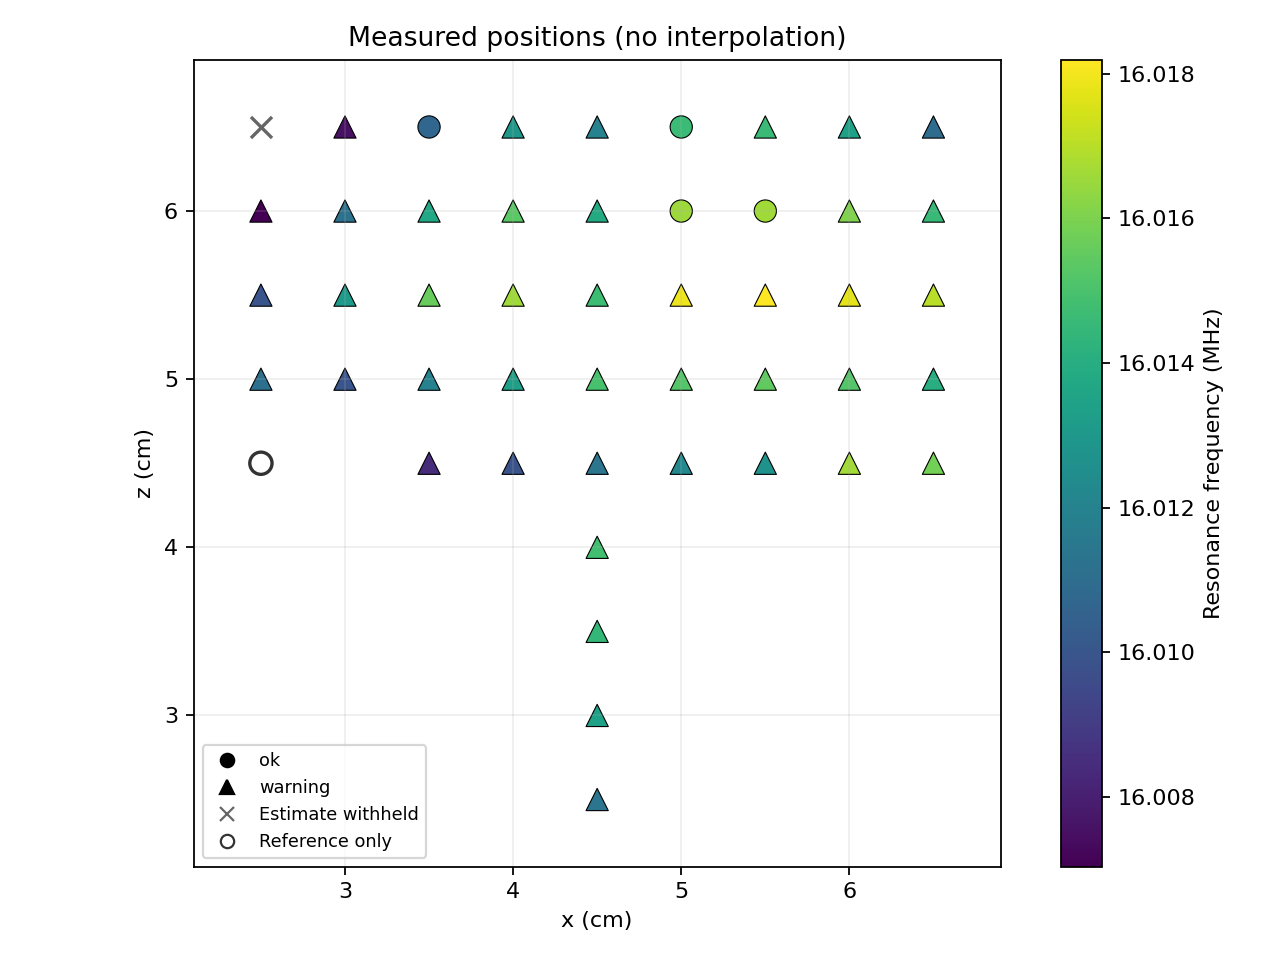 Measured positions (no interpolation)
6
5
4
3
z (cm)
ok
warning
Estimate withheld
Reference only
3 4 5 6
x (cm)
16.018
16.016
16.014
16.012
16.010
16.008
Resonance frequency (MHz)